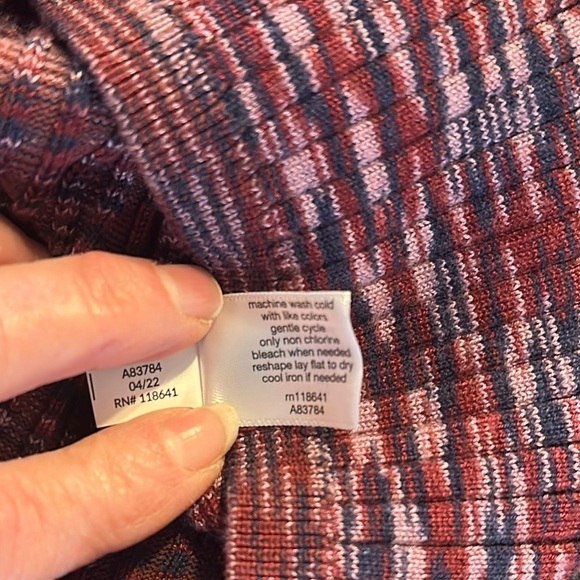 A83784
04/22
RN# 118641
machine wash cold
with like colors
gentle cycle
only non chlorine
bleach when needed
reshape lay flat to dry
cool iron if needed
rn118641
A83784